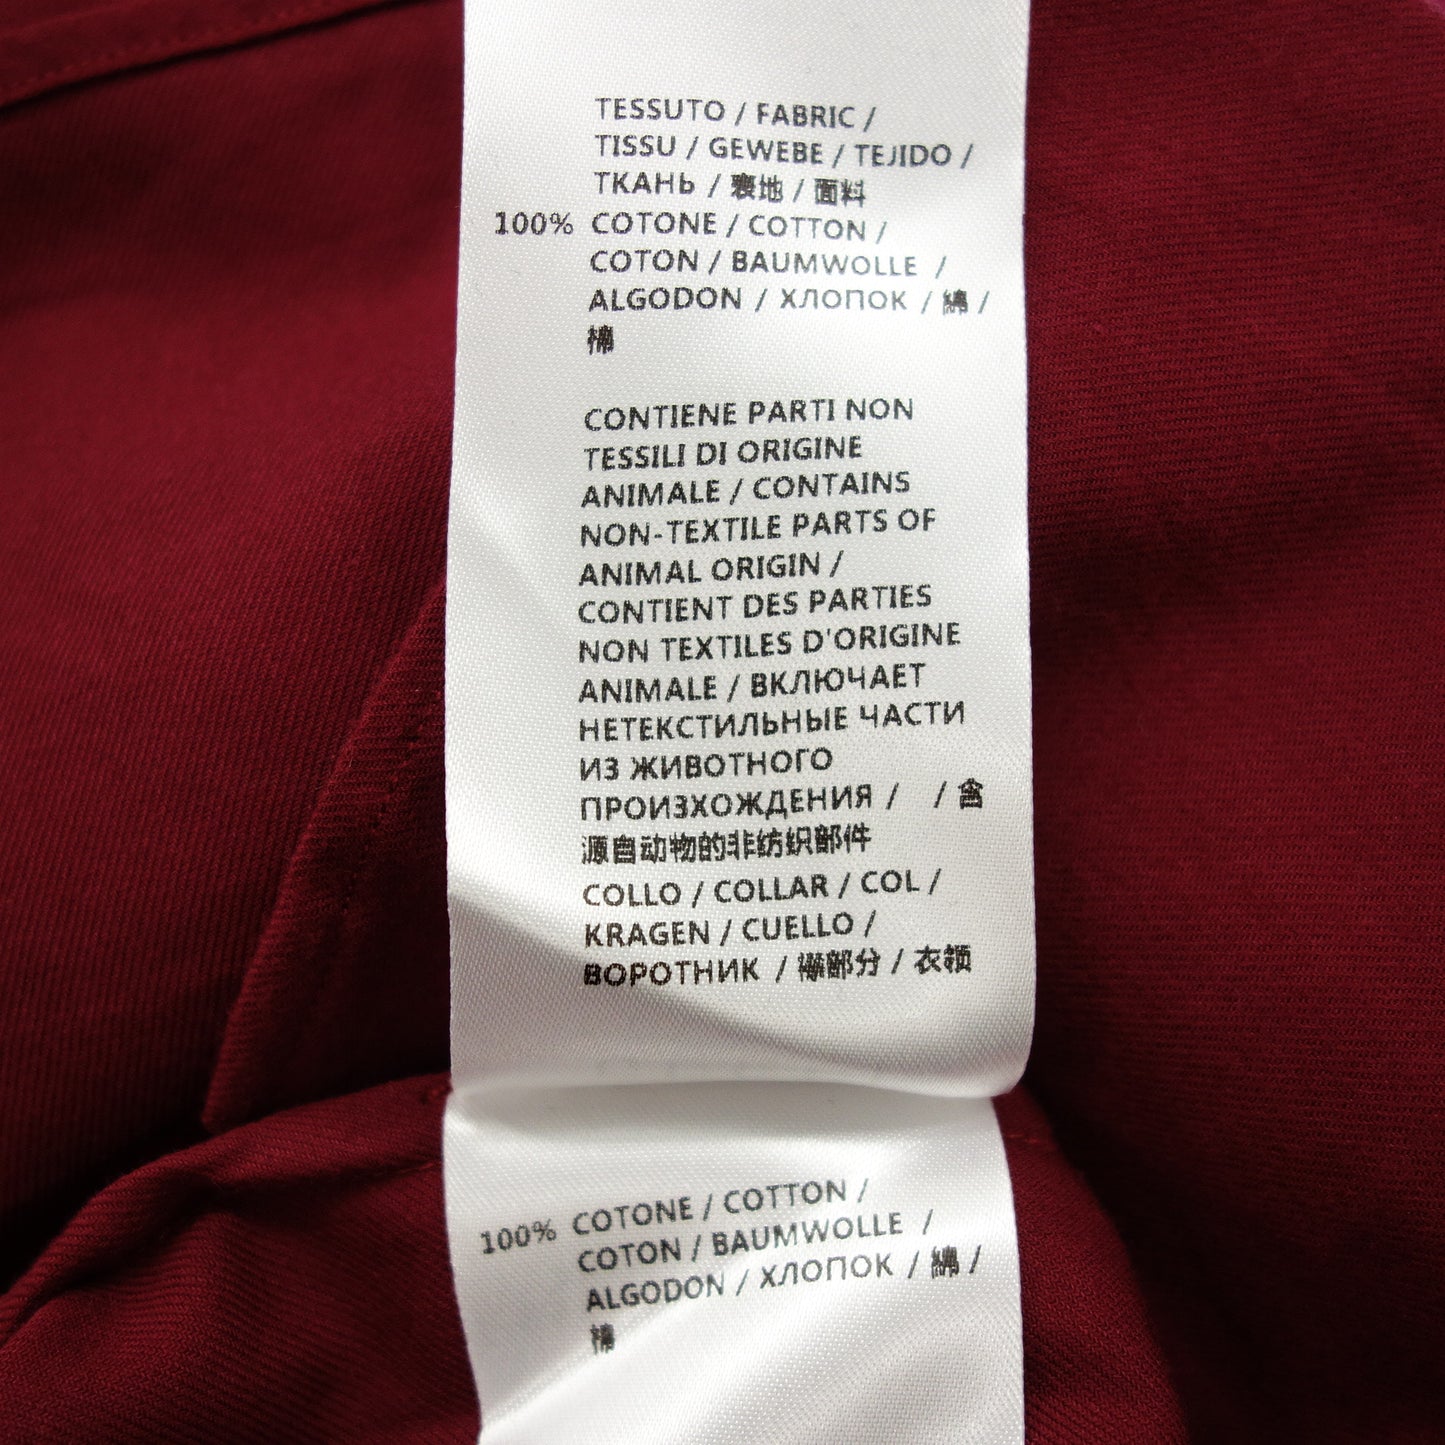 TESSUTO / FABRIC /
TISSU / GEWEBE / TEJIDO /
ТКАНЬ / 裏地 / 面料
100% COTONE / COTTON /
COTON / BAUMWOLLE /
ALGODON / ХЛОПОК / 綿 /
棉
CONTIENE PARTI NON
TESSILI DI ORIGINE
ANIMALE / CONTAINS
NON-TEXTILE PARTS OF
ANIMAL ORIGIN /
CONTIENT DES PARTIES
NON TEXTILES D'ORIGINE
ANIMALE / ВКЛЮЧАЕТ
НЕТЕКСТИЛЬНЫЕ ЧАСТИ
ИЗ ЖИВОТНОГО
ПРОИЗХОЖДЕНИЯ / / 含
源自动物的非纺织部件
COLLO / COLLAR / COL /
KRAGEN / CUELLO /
ВОРОТНИК / 襟部分 / 衣领
100% COTONE / COTTON /
COTON / BAUMWOLLE /
ALGODON / ХЛОПОК / 綿 /
棉